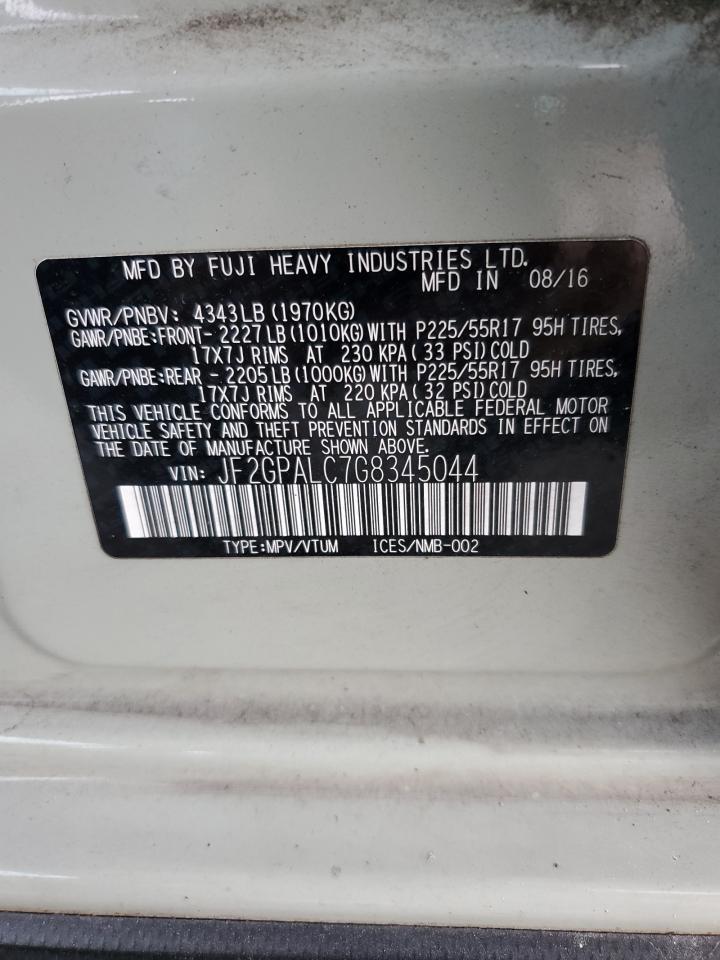 MFD BY FUJI HEAVY INDUSTRIES LTD.
MFD IN 08/16
GVWR/PNBV: 4343LB (1970KG)
GAWR/PNBE:FRONT- 2227LB(1010KG)WITH P225/55R17 95H TIRES,
17X7J RIMS AT 230 KPA( 33 PSI)COLD
GAWR/PNBE:REAR - 2205LB(1000KG)WITH P225/55R17 95H TIRES,
17X7J RIMS AT 220 KPA( 32 PSI)COLD
THIS VEHICLE CONFORMS TO ALL APPLICABLE FEDERAL MOTOR
VEHICLE SAFETY AND THEFT PREVENTION STANDARDS IN EFFECT ON
THE DATE OF MANUFACTURE SHOWN ABOVE.
VIN: JF2GPALC7G8345044
TYPE:MPV/VTUM ICES/NMB-002